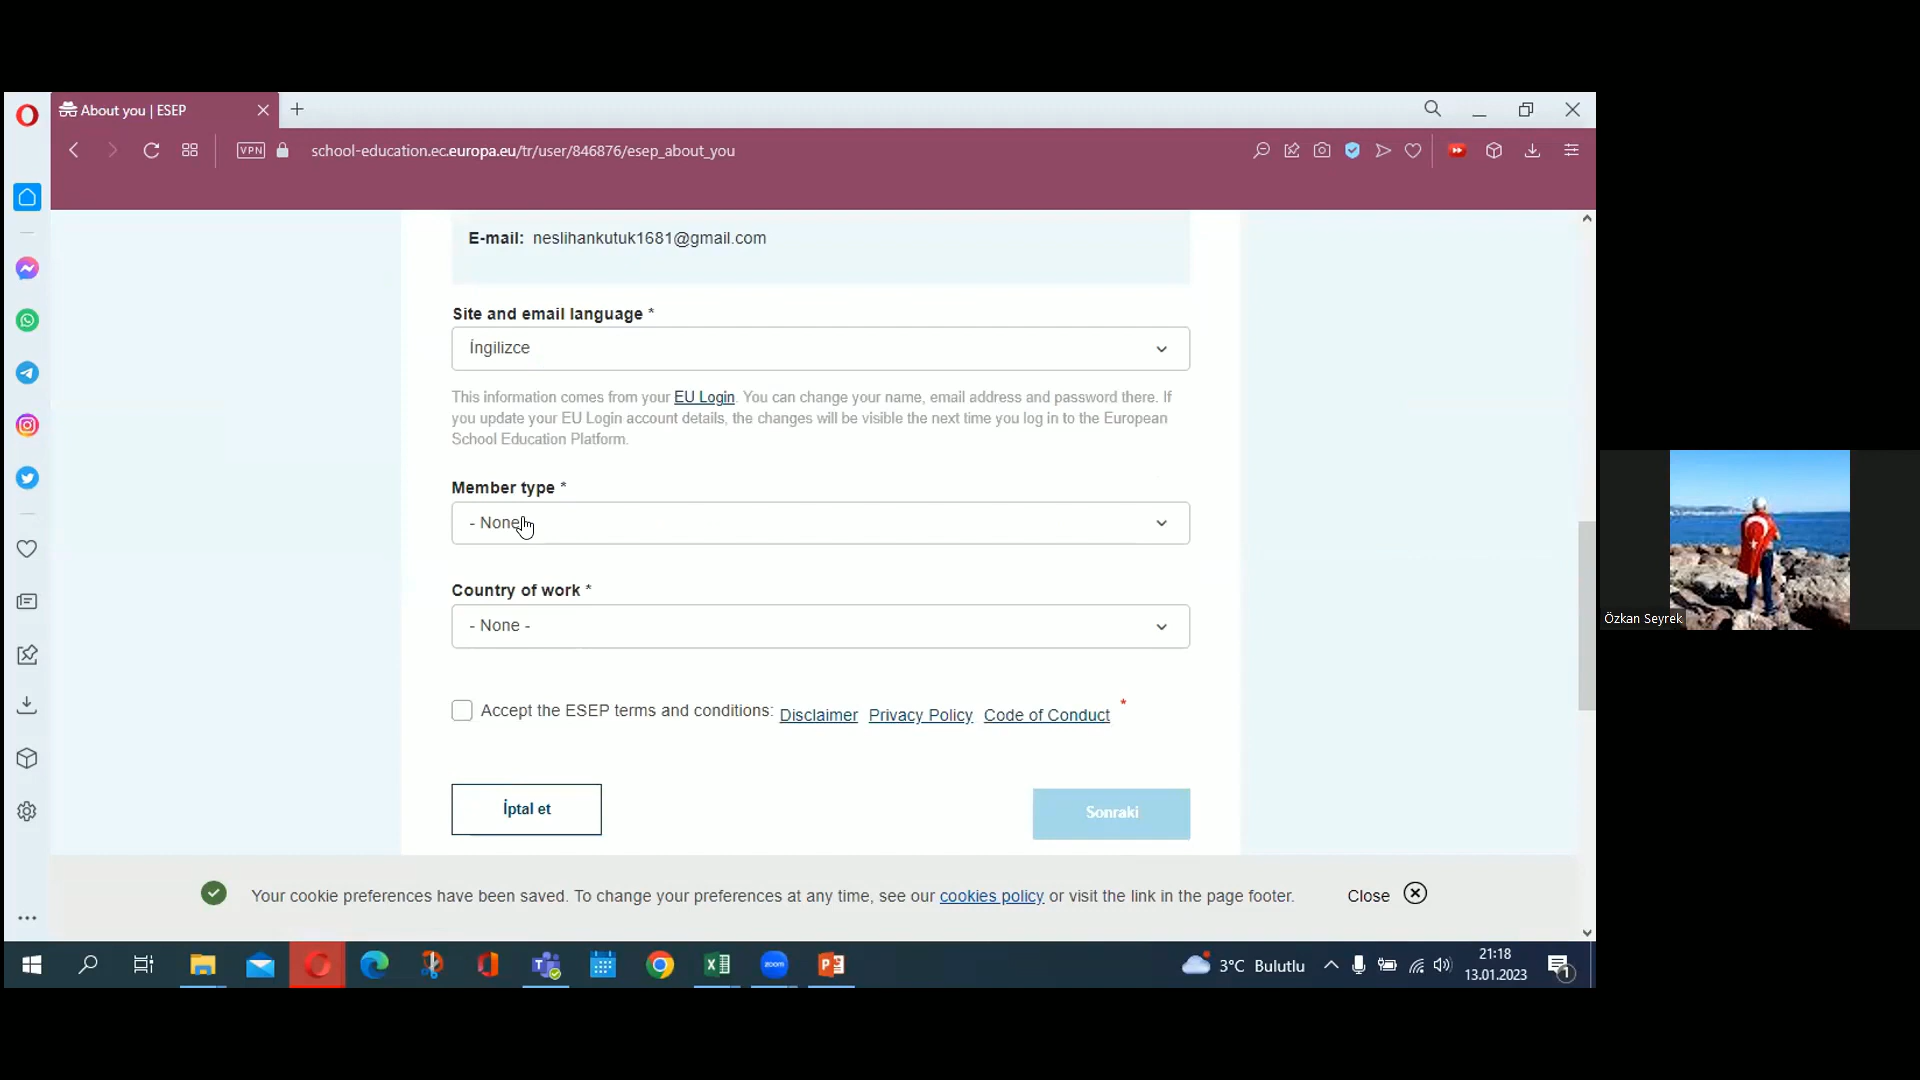 About you | ESEP
VPN
school-education.ec.europa.eu/tr/user/846876/esep_about_you
E-mail: neslihankutuk1681@gmail.com
Site and email language *
İngilizce
This information comes from your EU Login. You can change your name, email address and password there. If
you update your EU Login account details, the changes will be visible the next time you log in to the European
School Education Platform.
Member type *
- None
Country of work *
- None -
Accept the ESEP terms and conditions: Disclaimer Privacy Policy Code of Conduct *
İptal et
Sonraki
Your cookie preferences have been saved. To change your preferences at any time, see our cookies policy or visit the link in the page footer.
Close
Özkan Seyrek
zoom
3°C Bulutlu
21:18
13.01.2023
1